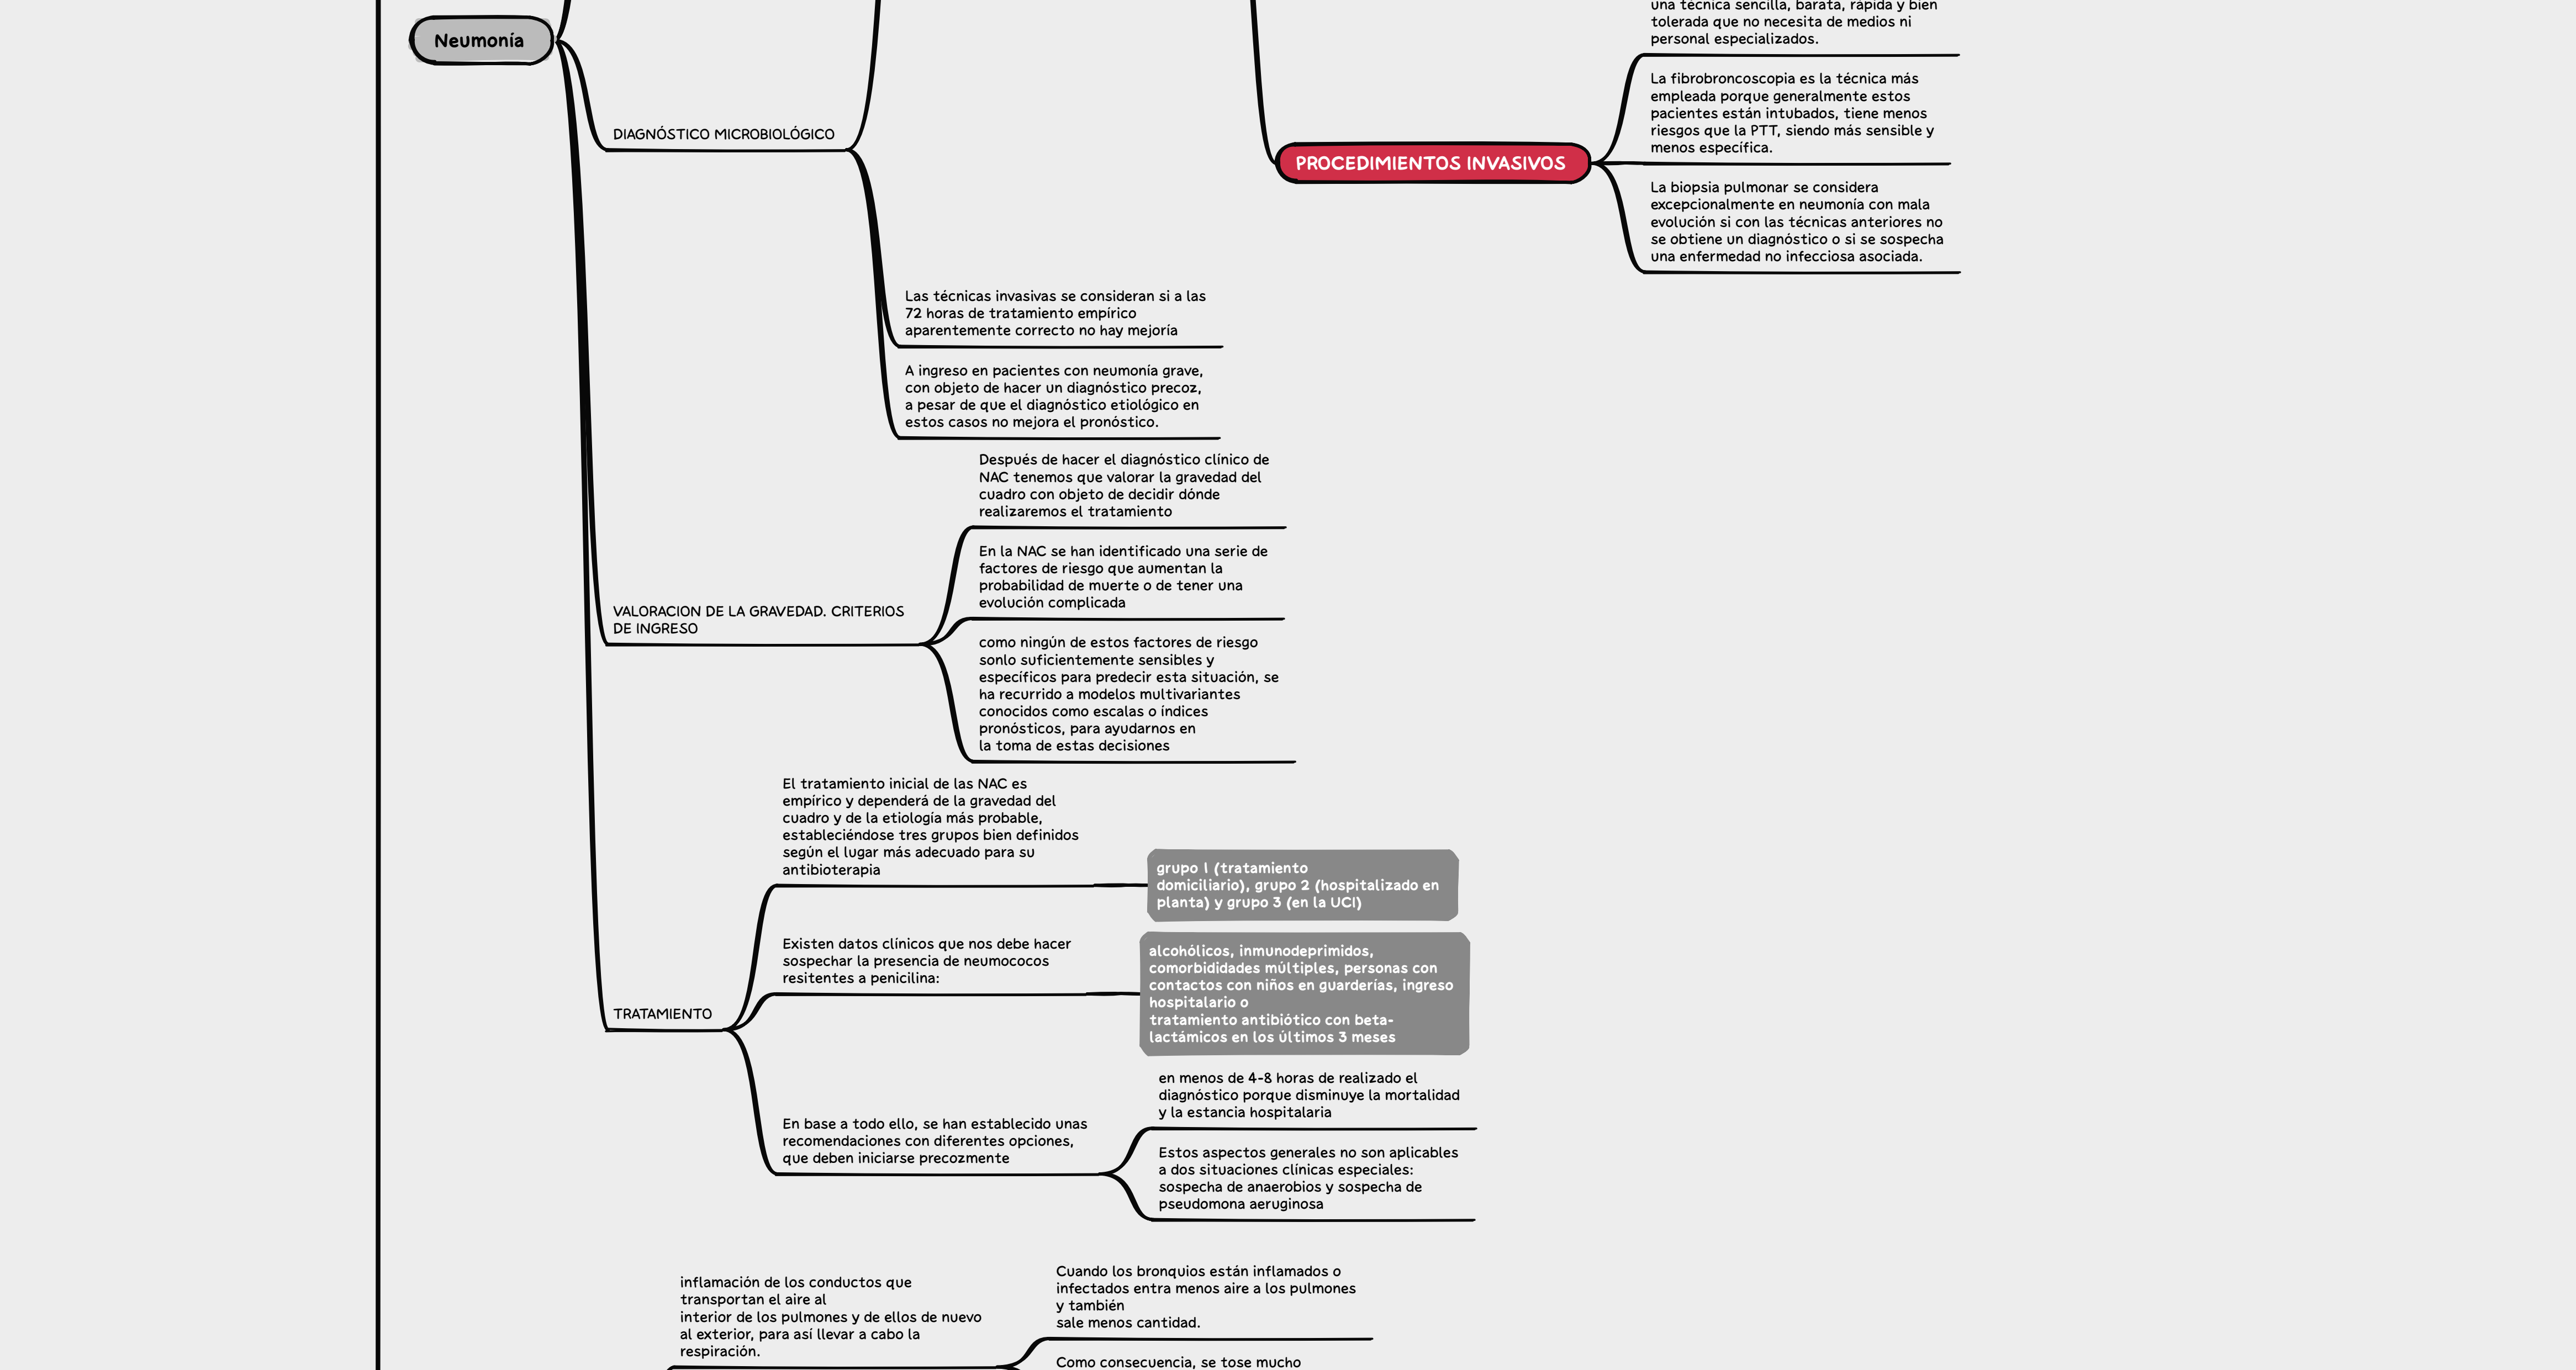 Neumonía
DIAGNÓSTICO MICROBIOLÓGICO
PROCEDIMIENTOS INVASIVOS
una técnica sencilla, barata, rápida y bien
tolerada que no necesita de medios ni
personal especializados.
La fibrobroncoscopia es la técnica más
empleada porque generalmente estos
pacientes están intubados, tiene menos
riesgos que la PTT, siendo más sensible y
menos específica.
La biopsia pulmonar se considera
excepcionalmente en neumonía con mala
evolución si con las técnicas anteriores no
se obtiene un diagnóstico o si se sospecha
una enfermedad no infecciosa asociada.
Las técnicas invasivas se consideran si a las
72 horas de tratamiento empírico
aparentemente correcto no hay mejoría
A ingreso en pacientes con neumonía grave,
con objeto de hacer un diagnóstico precoz,
a pesar de que el diagnóstico etiológico en
estos casos no mejora el pronóstico.
VALORACION DE LA GRAVEDAD. CRITERIOS
DE INGRESO
Después de hacer el diagnóstico clínico de
NAC tenemos que valorar la gravedad del
cuadro con objeto de decidir dónde
realizaremos el tratamiento
En la NAC se han identificado una serie de
factores de riesgo que aumentan la
probabilidad de muerte o de tener una
evolución complicada
como ningún de estos factores de riesgo
sonlo suficientemente sensibles y
específicos para predecir esta situación, se
ha recurrido a modelos multivariantes
conocidos como escalas o índices
pronósticos, para ayudarnos en
la toma de estas decisiones
TRATAMIENTO
El tratamiento inicial de las NAC es
empírico y dependerá de la gravedad del
cuadro y de la etiología más probable,
estableciéndose tres grupos bien definidos
según el lugar más adecuado para su
antibioterapia
grupo 1 (tratamiento
domiciliario), grupo 2 (hospitalizado en
planta) y grupo 3 (en la UCI)
Existen datos clínicos que nos debe hacer
sospechar la presencia de neumococos
resitentes a penicilina:
alcohólicos, inmunodeprimidos,
comorbididades múltiples, personas con
contactos con niños en guarderías, ingreso
hospitalario o
tratamiento antibiótico con beta-
lactámicos en los últimos 3 meses
En base a todo ello, se han establecido unas
recomendaciones con diferentes opciones,
que deben iniciarse precozmente
en menos de 4-8 horas de realizado el
diagnóstico porque disminuye la mortalidad
y la estancia hospitalaria
Estos aspectos generales no son aplicables
a dos situaciones clínicas especiales:
sospecha de anaerobios y sospecha de
pseudomona aeruginosa
inflamación de los conductos que
transportan el aire al
interior de los pulmones y de ellos de nuevo
al exterior, para así llevar a cabo la
respiración.
Cuando los bronquios están inflamados o
infectados entra menos aire a los pulmones
y también
sale menos cantidad.
Como consecuencia, se tose mucho